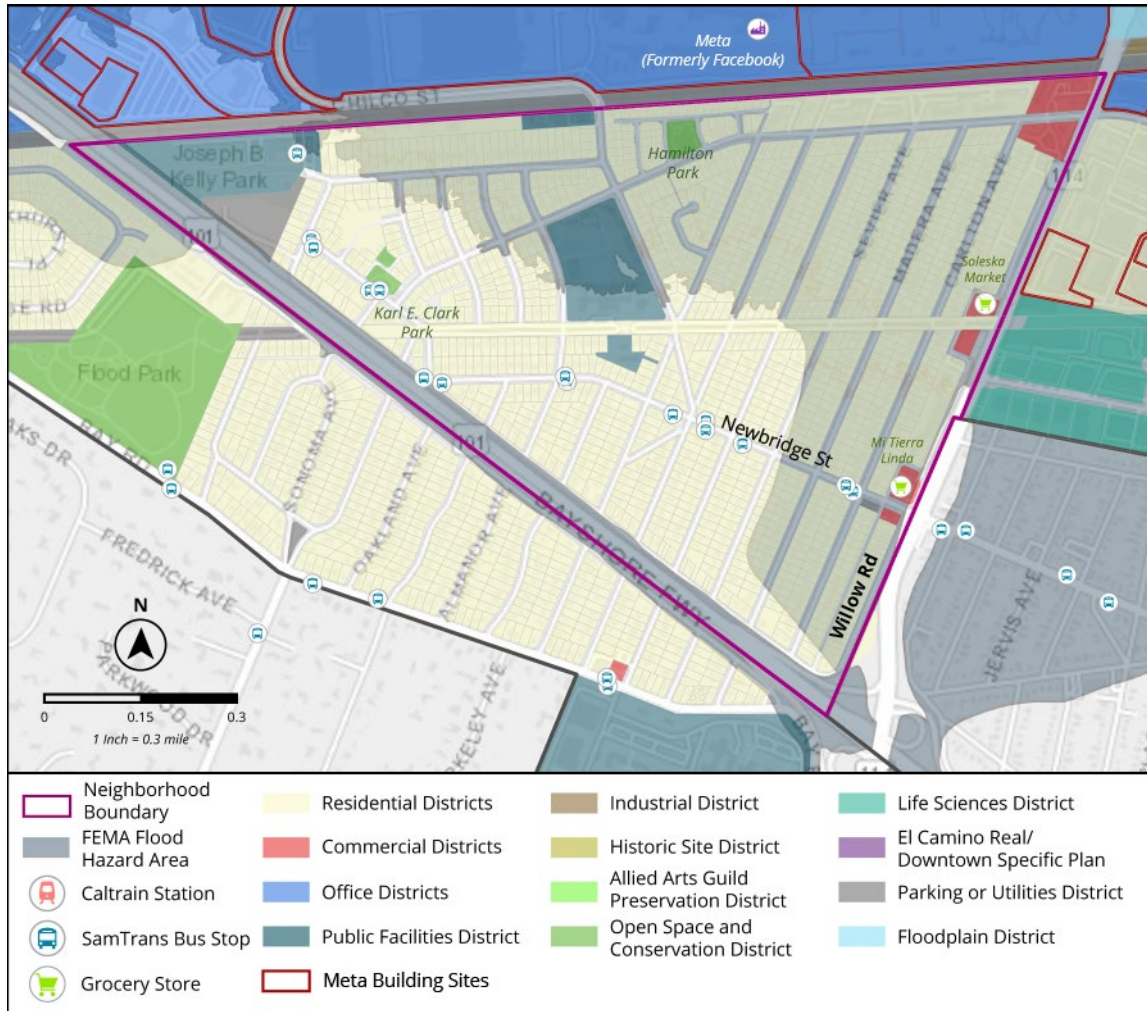 Meta
(Formerly Facebook)
CHILCO ST
Joseph B
Kelly Park
Hamilton
Park
114
101
SEVIER AVE
MADERA AVE
CARLTON AVE
Soleska
Market
Karl E. Clark
Park
Flood Park
BAY RD
101
SONOMA AVE
OAKLAND AVE
ALMANOR AVE
Newbridge St
Mi Tierra
Linda
BAYSHORE FWY
Willow Rd
OAKS DR
FREDRICK AVE
PARKWOOD DR
JERVIS AVE
N
0
0.15
0.3
1 Inch = 0.3 mile
Neighborhood
Boundary
FEMA Flood
Hazard Area
Caltrain Station
SamTrans Bus Stop
Grocery Store
Residential Districts
Commercial Districts
Office Districts
Public Facilities District
Meta Building Sites
Industrial District
Historic Site District
Allied Arts Guild
Preservation District
Open Space and
Conservation District
Life Sciences District
El Camino Real/
Downtown Specific Plan
Parking or Utilities District
Floodplain District